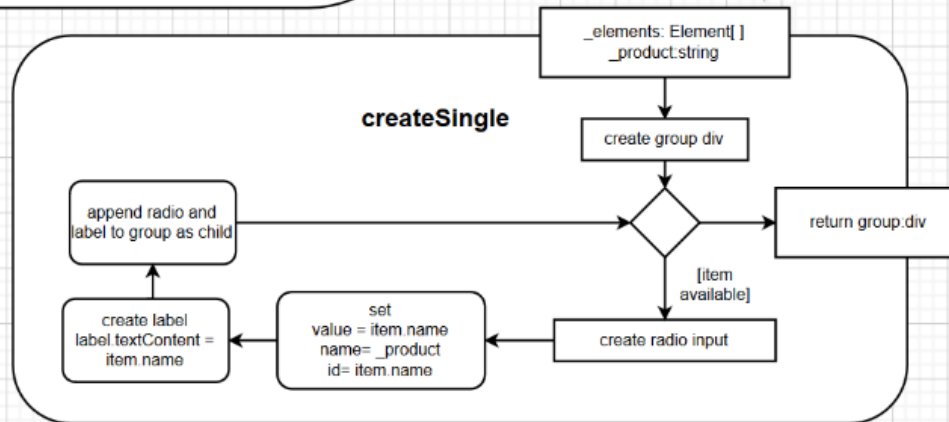 _elements: Element[ ]
_product:string
createSingle
create group div
append radio and
label to group as child
return group:div
[item
available]
create label
label.textContent =
item.name
set
value = item.name
name= _product
id= item.name
create radio input